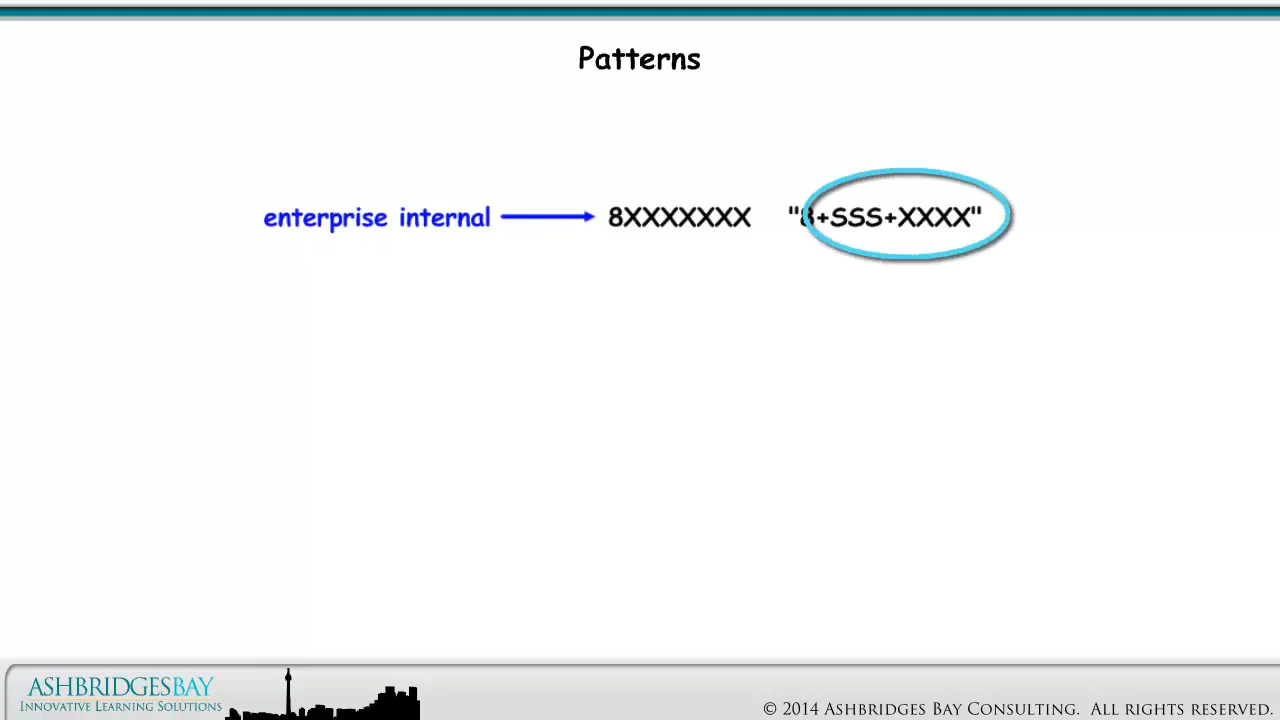 Patterns
enterprise internal 8XXXXXXX "8+SSS+XXXX"
ASHBRIDGESBAY
INNOVATIVE LEARNING SOLUTIONS
© 2014 ASHBRIDGES BAY CONSULTING. ALL RIGHTS RESERVED.